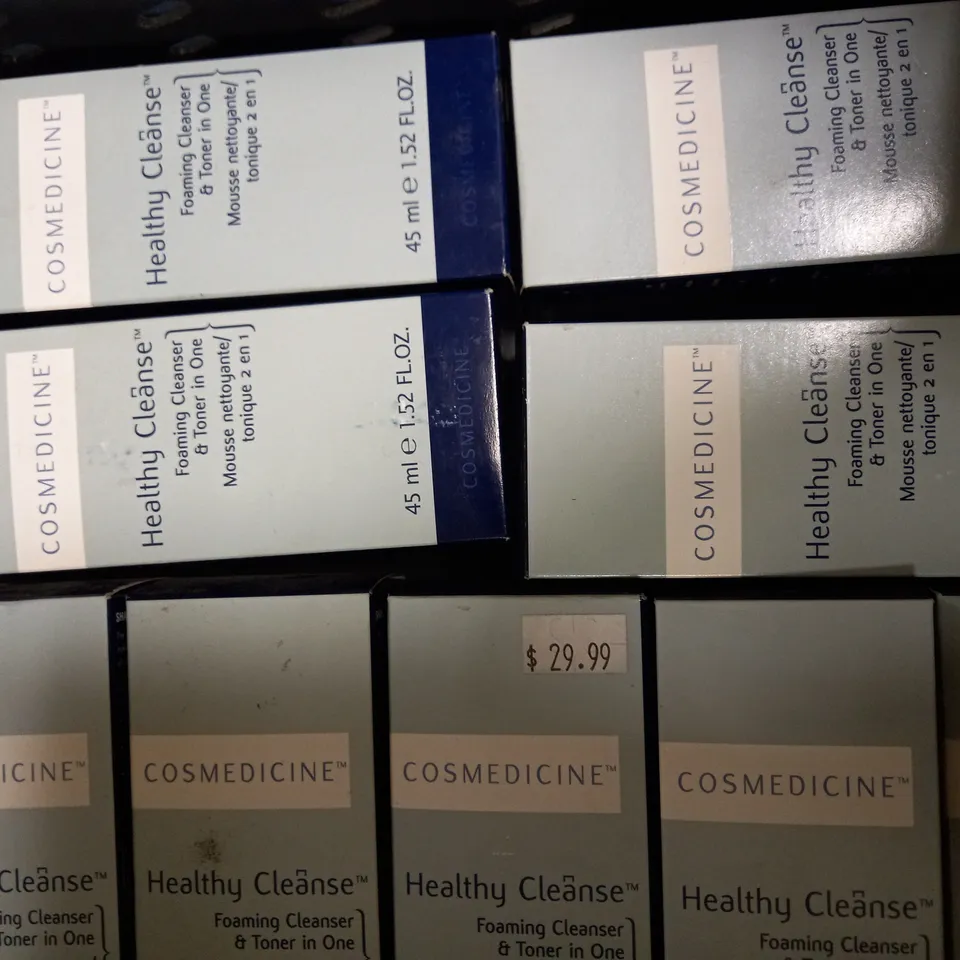 COSMEDICINE™
Healthy Cleanse™
Foaming Cleanser
& Toner in One
Mousse nettoyante/
tonique 2 en 1
45 ml e 1.52 FL.OZ.
COSMEDICINE
COSMEDICINE™
Healthy Cleanse™
Foaming Cleanser
& Toner in One
Mousse nettoyante/
tonique 2 en 1
COSMEDICINE™
Healthy Cleanse™
Foaming Cleanser
& Toner in One
Mousse nettoyante/
tonique 2 en 1
45 ml e 1.52 FL.OZ.
COSMEDICINE
COSMEDICINE™
Healthy Cleanse
Foaming Cleanser
& Toner in One
Mousse nettoyante/
tonique 2 en 1
ICINE™
Cleanse™
ing Cleanser
Toner in One
COSMEDICINE™
Healthy Cleanse™
Foaming Cleanser
& Toner in One
$ 29.99
COSMEDICINE™
Healthy Cleanse™
Foaming Cleanser
& Toner in One
COSMEDICINE™
Healthy Cleanse™
Foaming Cleanser